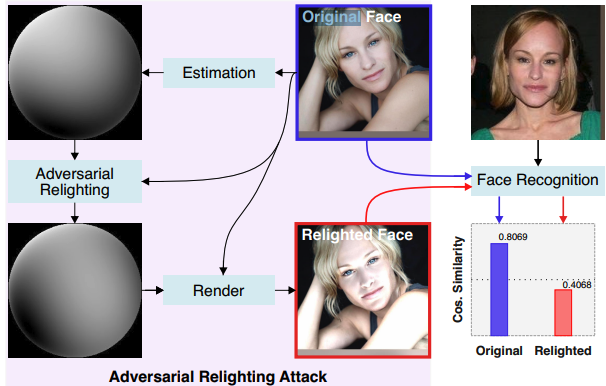 Original Face
Estimation
Adversarial
Relighting
Face Recognition
Relighted Face
Render
Cos. Similarity
0.8069
0.4068
Original
Relighted
Adversarial Relighting Attack